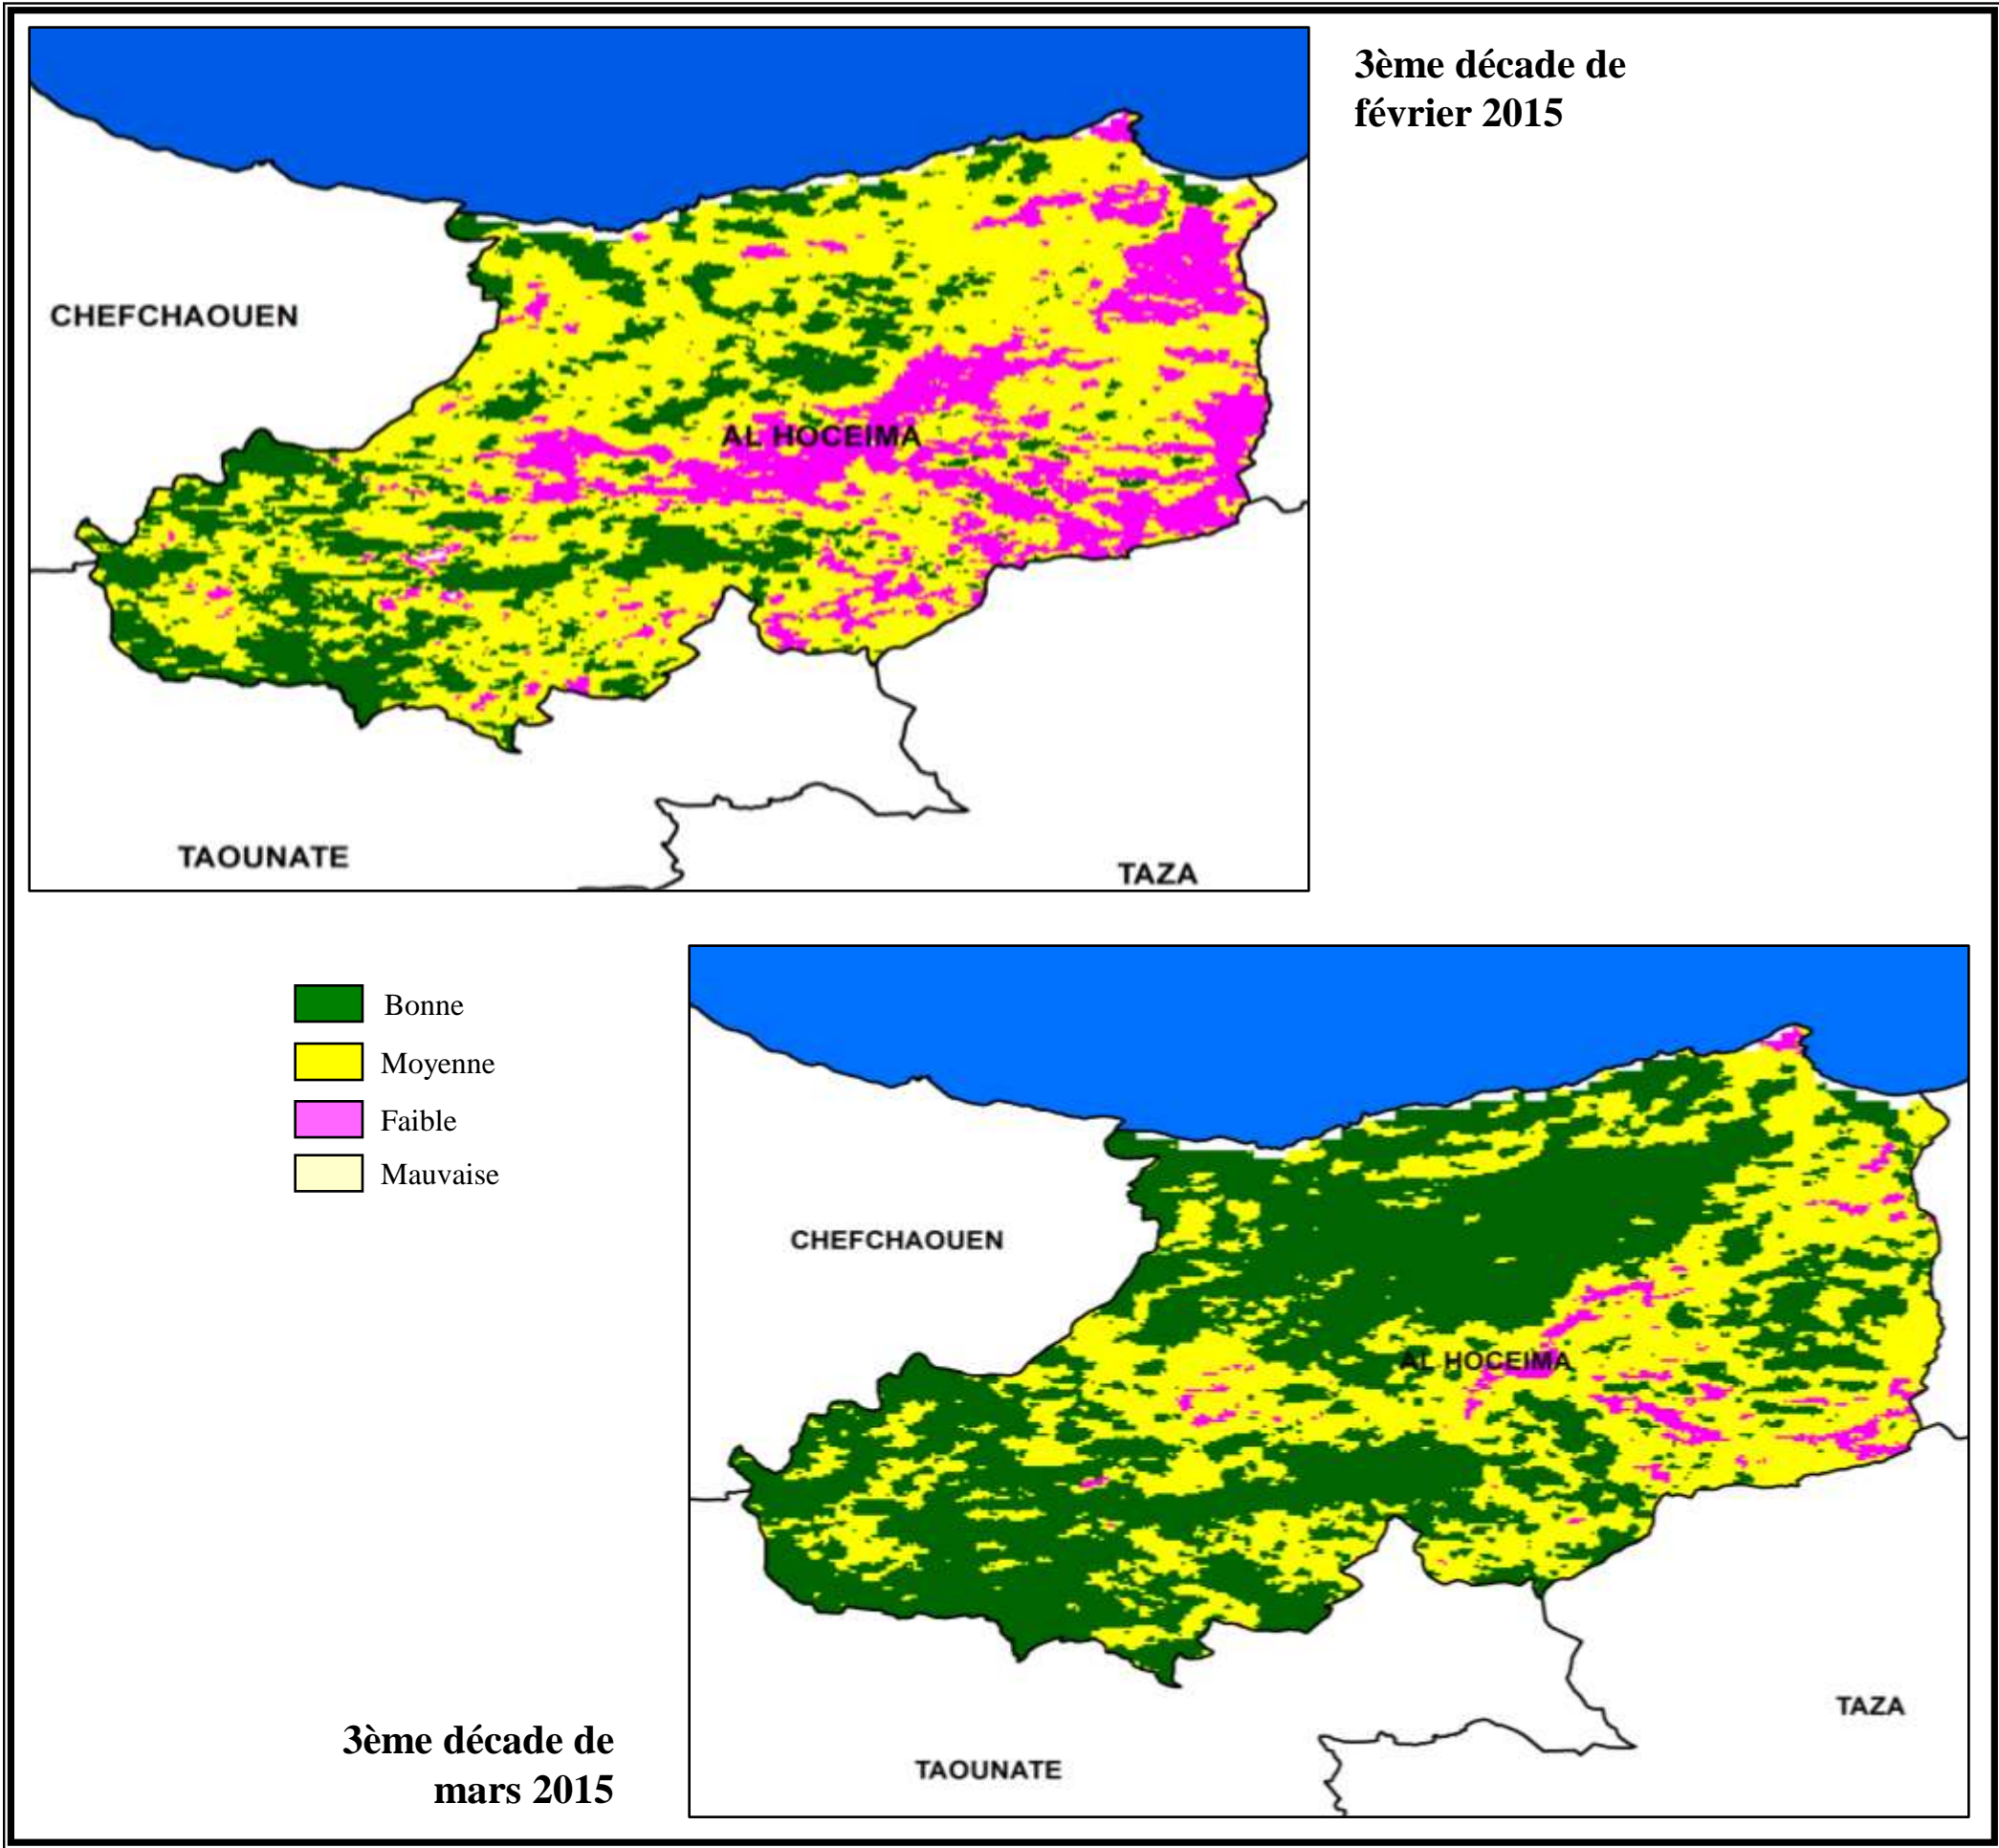 3ème décade de
février 2015
CHEFCHAOUEN
AL HOCEIMA
TAOUNATE
TAZA
Bonne
Moyenne
Faible
Mauvaise
CHEFCHAOUEN
AL HOCEIMA
TAZA
TAOUNATE
3ème décade de
mars 2015